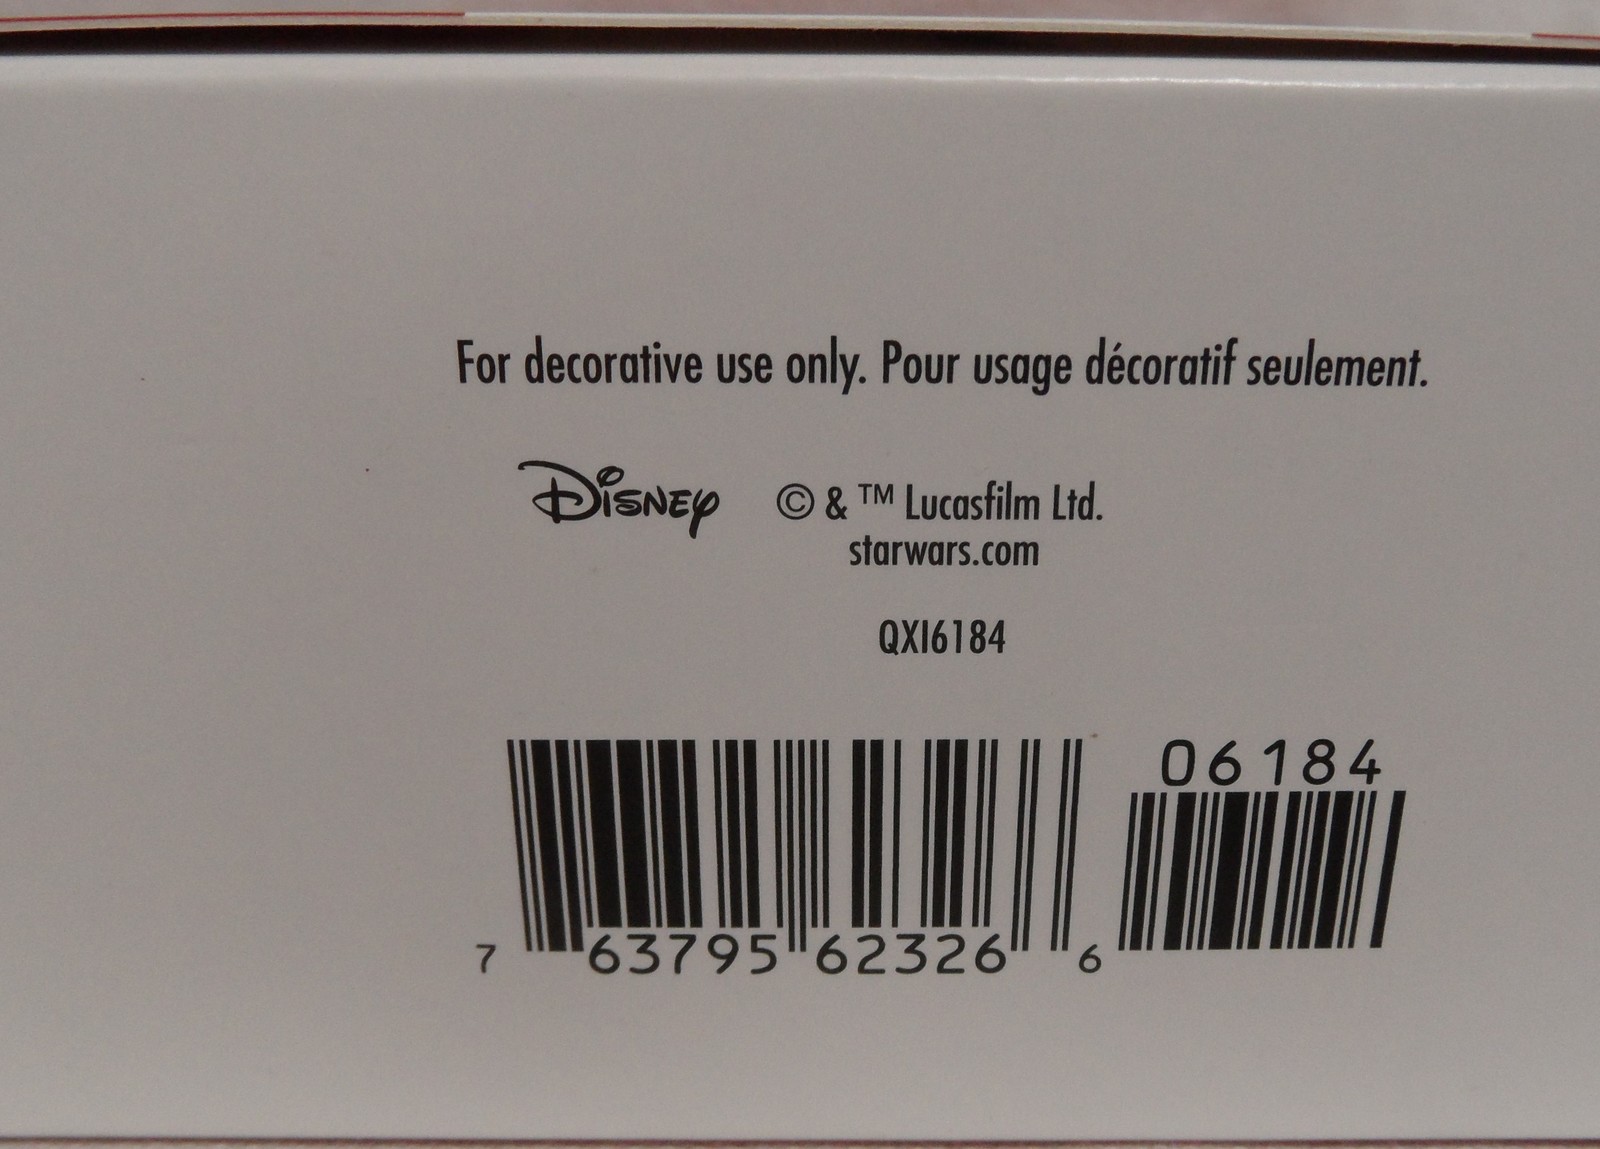 For decorative use only. Pour usage décoratif seulement.
Disney © & ™ Lucasfilm Ltd.
starwars.com
QXI6184
06184
7 63795 62326 6